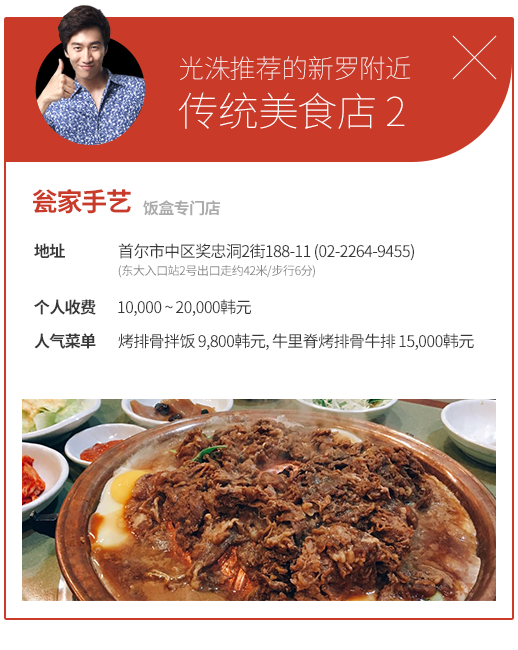 光洙推荐的新罗附近
传统美食店 2
瓮家手艺 饭盒专门店
地址 首尔市中区奖忠洞2街188-11 (02-2264-9455)
(东大入口站2号出口走约42米/步行6分)
个人收费 10,000 ~ 20,000韩元
人气菜单 烤排骨拌饭 9,800韩元, 牛里脊烤排骨牛排 15,000韩元